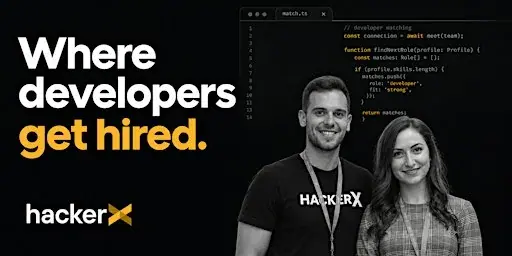 Where
developers
get hired.
hackerX
match.ts
// developer matching
const connection = await meet(team);
function findNextRole(profile: Profile) {
const matches: Role[] = [];
if (profile.skills.length) {
matches.push({
role: 'developer',
fit: 'strong',
});
}
return matches;
}
HACKERX